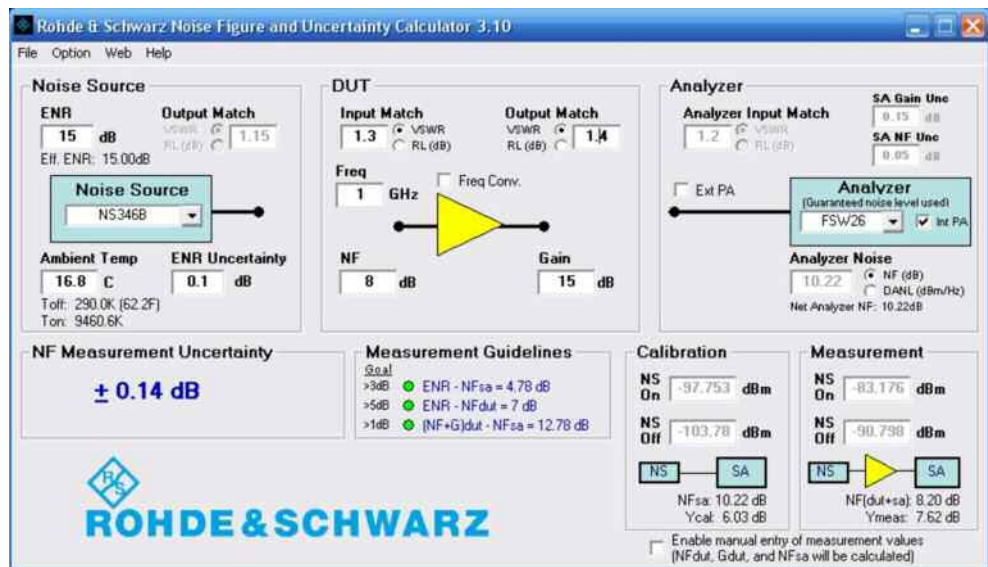 Rohde & Schwarz Noise Figure and Uncertainty Calculator 3.10
File Option Web Help
Noise Source
ENR
15 dB
Eff. ENR: 15.00dB
Output Match
VSWR 1.15
RL (dB)
Noise Source
NS346B
Ambient Temp
16.8 C
Toff: 290.0K (62.2F)
Ton: 9460.6K
ENR Uncertainty
0.1 dB
DUT
Input Match
1.3 VSWR
RL (dB)
Output Match
VSWR 1.4
RL (dB)
Freq
1 GHz
Freq Conv.
NF
8 dB
Gain
15 dB
Analyzer
Analyzer Input Match
1.2 VSWR
RL (dB)
SA Gain Unc
0.15 dB
SA NF Unc
0.05 dB
Ext PA
Analyzer
(Guaranteed noise level used)
FSW26 Int PA
Analyzer Noise
10.22 NF (dB)
DANL (dBm/Hz)
Net Analyzer NF: 10.22dB
NF Measurement Uncertainty
± 0.14 dB
Measurement Guidelines
Goal
>3dB ENR - NFsa = 4.78 dB
>5dB ENR - NFdut = 7 dB
>1dB (NF+G)dut - NFsa = 12.78 dB
Calibration
NS On -97.753 dBm
NS Off -103.78 dBm
NS SA
NFsa: 10.22 dB
Ycal: 6.03 dB
Measurement
NS On -83.176 dBm
NS Off -90.798 dBm
NS SA
NF(dut+sa): 8.20 dB
Ymeas: 7.62 dB
R S
ROHDE & SCHWARZ
Enable manual entry of measurement values
(NFdut, Gdut, and NFsa will be calculated)